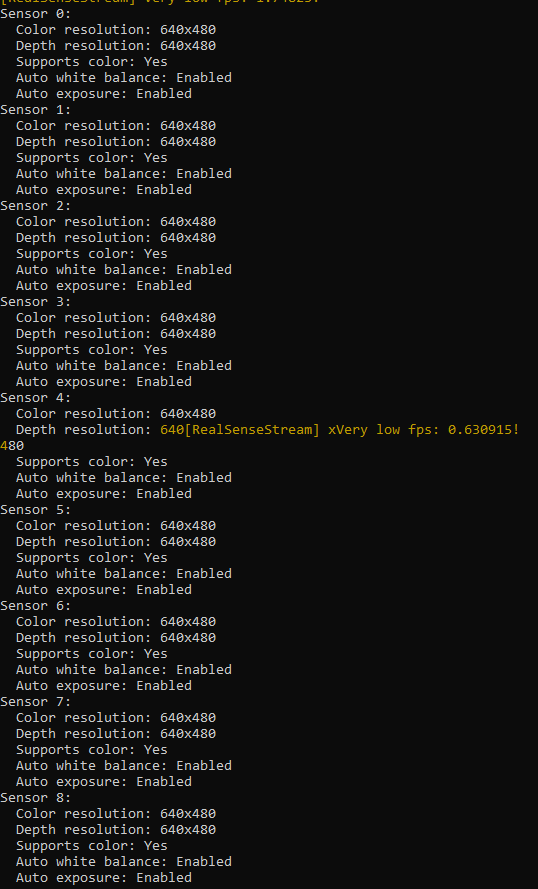 [RealSenseStream] Very low fps: 1.74825!
Sensor 0:
  Color resolution: 640x480
  Depth resolution: 640x480
  Supports color: Yes
  Auto white balance: Enabled
  Auto exposure: Enabled
Sensor 1:
  Color resolution: 640x480
  Depth resolution: 640x480
  Supports color: Yes
  Auto white balance: Enabled
  Auto exposure: Enabled
Sensor 2:
  Color resolution: 640x480
  Depth resolution: 640x480
  Supports color: Yes
  Auto white balance: Enabled
  Auto exposure: Enabled
Sensor 3:
  Color resolution: 640x480
  Depth resolution: 640x480
  Supports color: Yes
  Auto white balance: Enabled
  Auto exposure: Enabled
Sensor 4:
  Color resolution: 640x480
  Depth resolution: 640[RealSenseStream] xVery low fps: 0.630915!
480
  Supports color: Yes
  Auto white balance: Enabled
  Auto exposure: Enabled
Sensor 5:
  Color resolution: 640x480
  Depth resolution: 640x480
  Supports color: Yes
  Auto white balance: Enabled
  Auto exposure: Enabled
Sensor 6:
  Color resolution: 640x480
  Depth resolution: 640x480
  Supports color: Yes
  Auto white balance: Enabled
  Auto exposure: Enabled
Sensor 7:
  Color resolution: 640x480
  Depth resolution: 640x480
  Supports color: Yes
  Auto white balance: Enabled
  Auto exposure: Enabled
Sensor 8:
  Color resolution: 640x480
  Depth resolution: 640x480
  Supports color: Yes
  Auto white balance: Enabled
  Auto exposure: Enabled